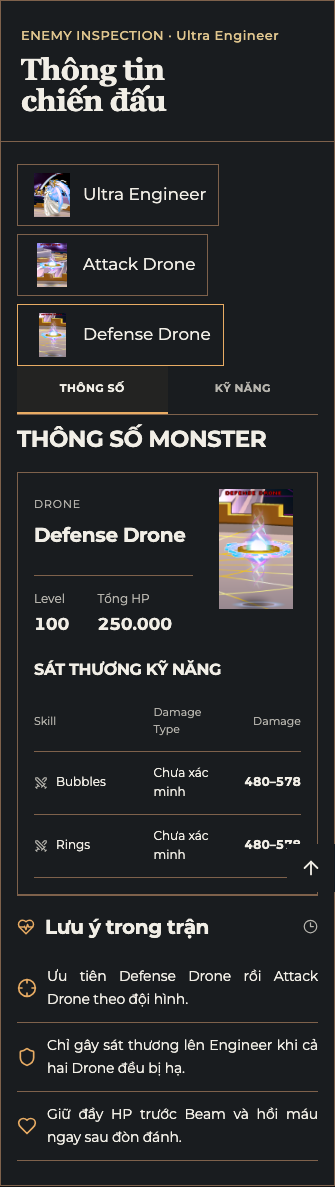 ENEMY INSPECTION · Ultra Engineer
Thông tin
chiến đấu
Ultra Engineer
Attack Drone
Defense Drone
THÔNG SỐ
KỸ NĂNG
THÔNG SỐ MONSTER
DRONE
Defense Drone
DEFENSE DRONE
Level
Tổng HP
100
250.000
SÁT THƯƠNG KỸ NĂNG
Skill
Damage
Type
Damage
Bubbles
Chưa xác
minh
480–578
Rings
Chưa xác
minh
480–578
Lưu ý trong trận
Ưu tiên Defense Drone rồi Attack
Drone theo đội hình.
Chỉ gây sát thương lên Engineer khi cả
hai Drone đều bị hạ.
Giữ đầy HP trước Beam và hồi máu
ngay sau đòn đánh.